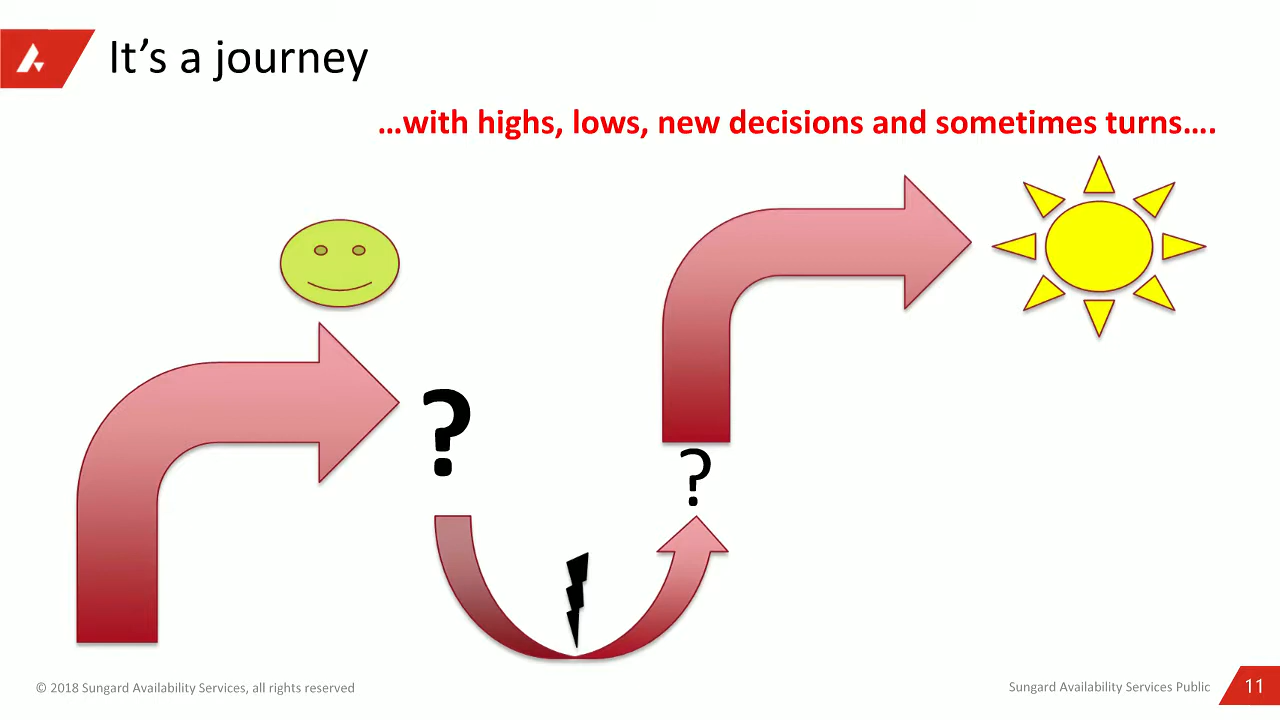 It’s a journey
…with highs, lows, new decisions and sometimes turns….
?
?
© 2018 Sungard Availability Services, all rights reserved
Sungard Availability Services Public
11